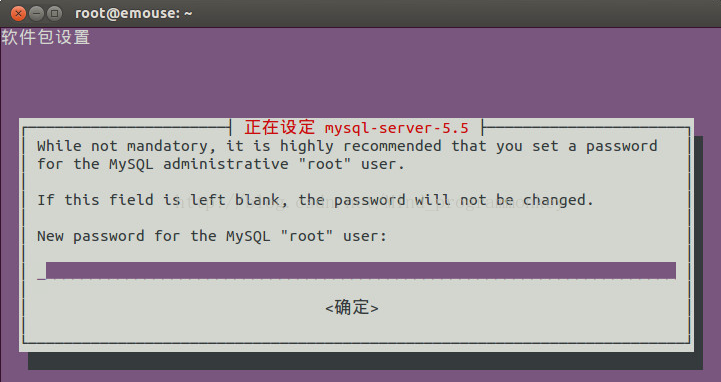 root@emouse: ~
软件包设置
正在设定 mysql-server-5.5
While not mandatory, it is highly recommended that you set a password
for the MySQL administrative "root" user.
If this field is left blank, the password will not be changed.
New password for the MySQL "root" user:
<确定>